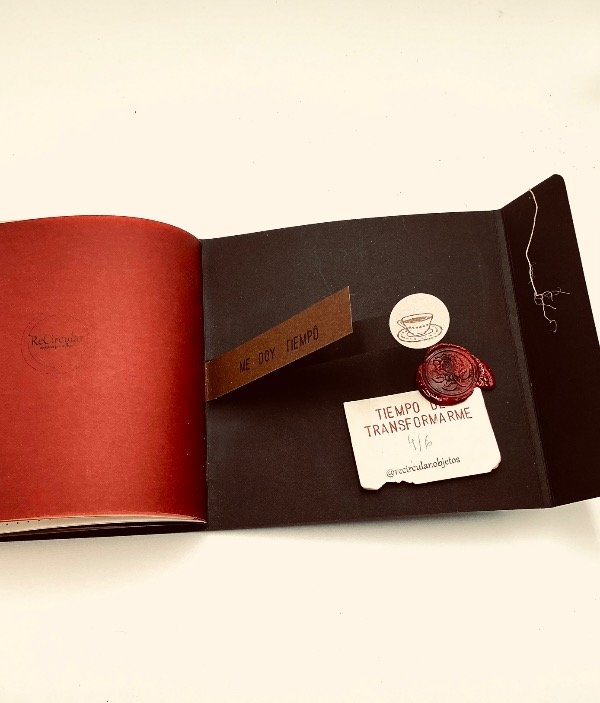 ReCircular
ME DOY TIEMPO
TIEMPO DE
TRANSFORMARME
4/6
@recircular.objetos